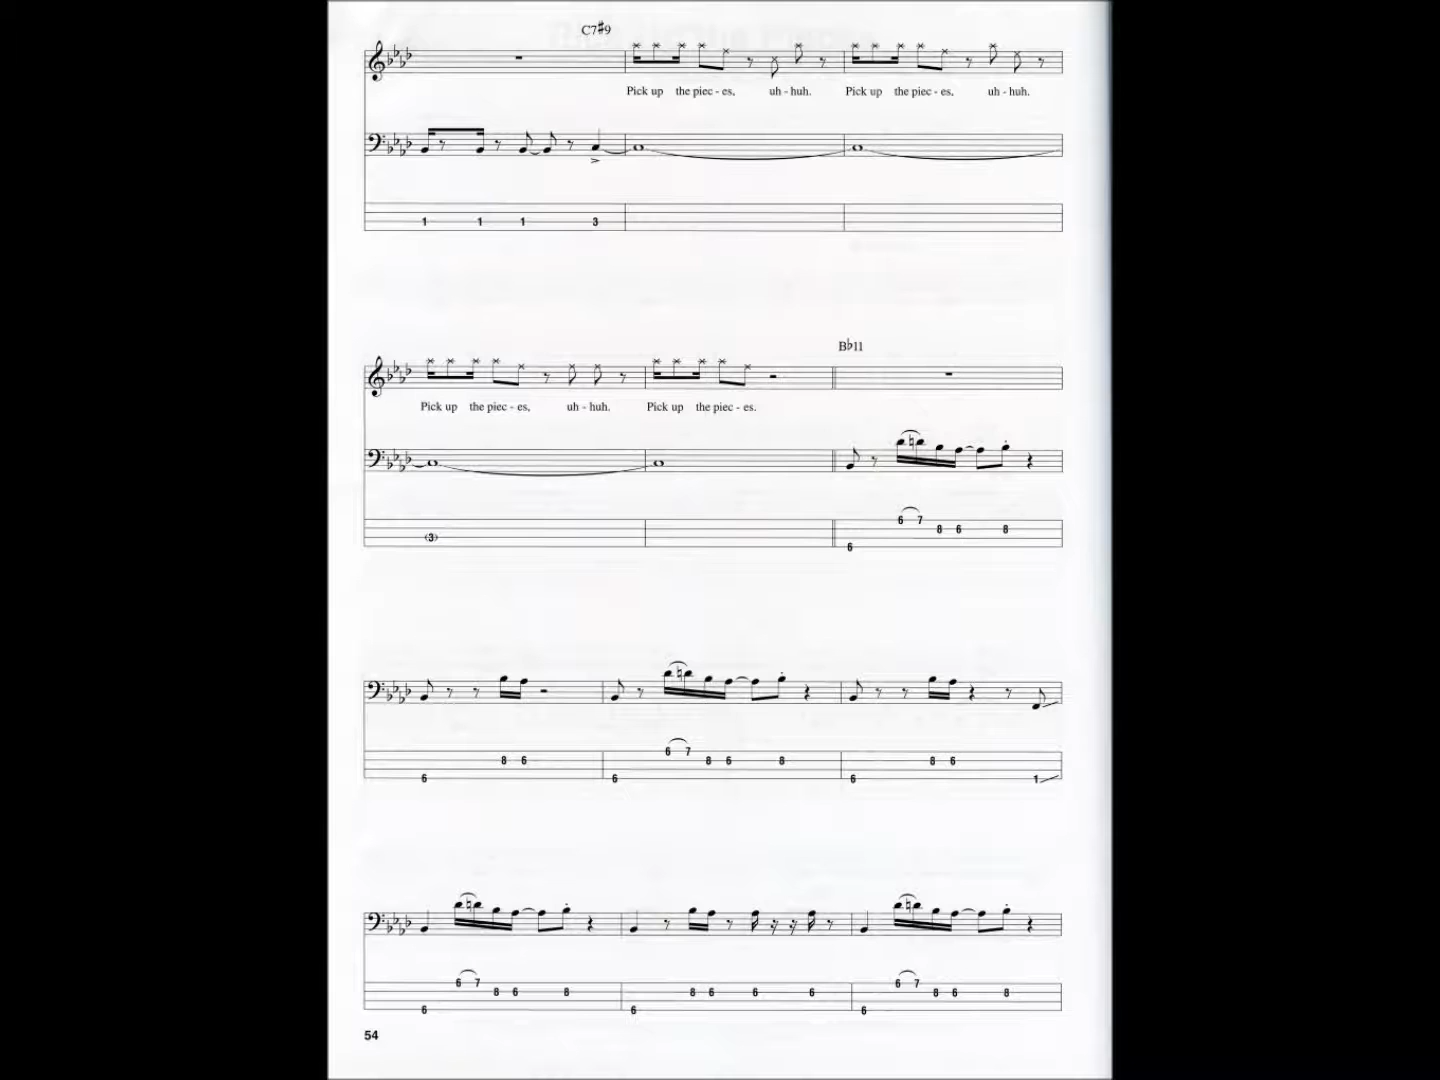 C7♯9
Pick up the piec - es, uh - huh. Pick up the piec - es, uh - huh.
1 1 1 3
Pick up the piec - es, uh - huh. Pick up the piec - es.
B♭11
(3)
6 6 7 8 6 8
6 8 6 6 6 7 8 6 8 6 8 6 1
6 6 7 8 6 8 6 8 6 6 6 6 6 7 8 6 8
54